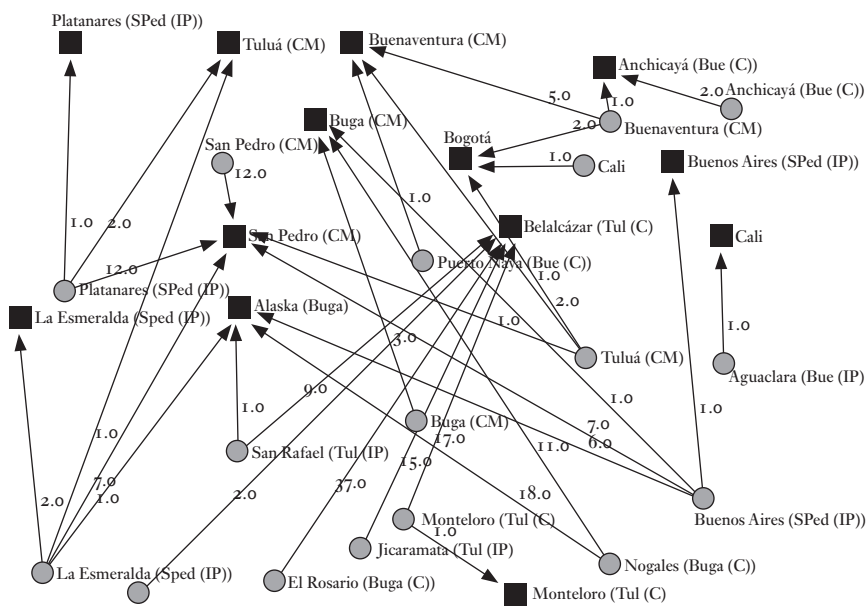 Platanares (SPed (IP))
Tuluá (CM)
Buenaventura (CM)
Anchicayá (Bue (C))
2.0
Anchicayá (Bue (C))
5.0
1.0
Buga (CM)
2.0
Buenaventura (CM)
San Pedro (CM)
Bogotá
12.0
1.0
Cali
Buenos Aires (SPed (IP))
1.0
1.0
2.0
Belalcázar (Tul (C)
San Pedro (CM)
Cali
12.0
Puerto Naya (Bue (C))
1.0
Platanares (SPed (IP))
2.0
La Esmeralda (Sped (IP))
Alaska (Buga)
1.0
1.0
3.0
Tuluá (CM)
Aguaclara (Bue (IP)
9.0
1.0
1.0
1.0
Buga (CM)
7.0
1.0
17.0
11.0
6.0
San Rafael (Tul (IP)
15.0
7.0
37.0
2.0
1.0
2.0
18.0
Monteloro (Tul (C)
Buenos Aires (SPed (IP))
1.0
Jicaramata (Tul (IP)
La Esmeralda (Sped (IP))
El Rosario (Buga (C))
Nogales (Buga (C))
Monteloro (Tul (C)